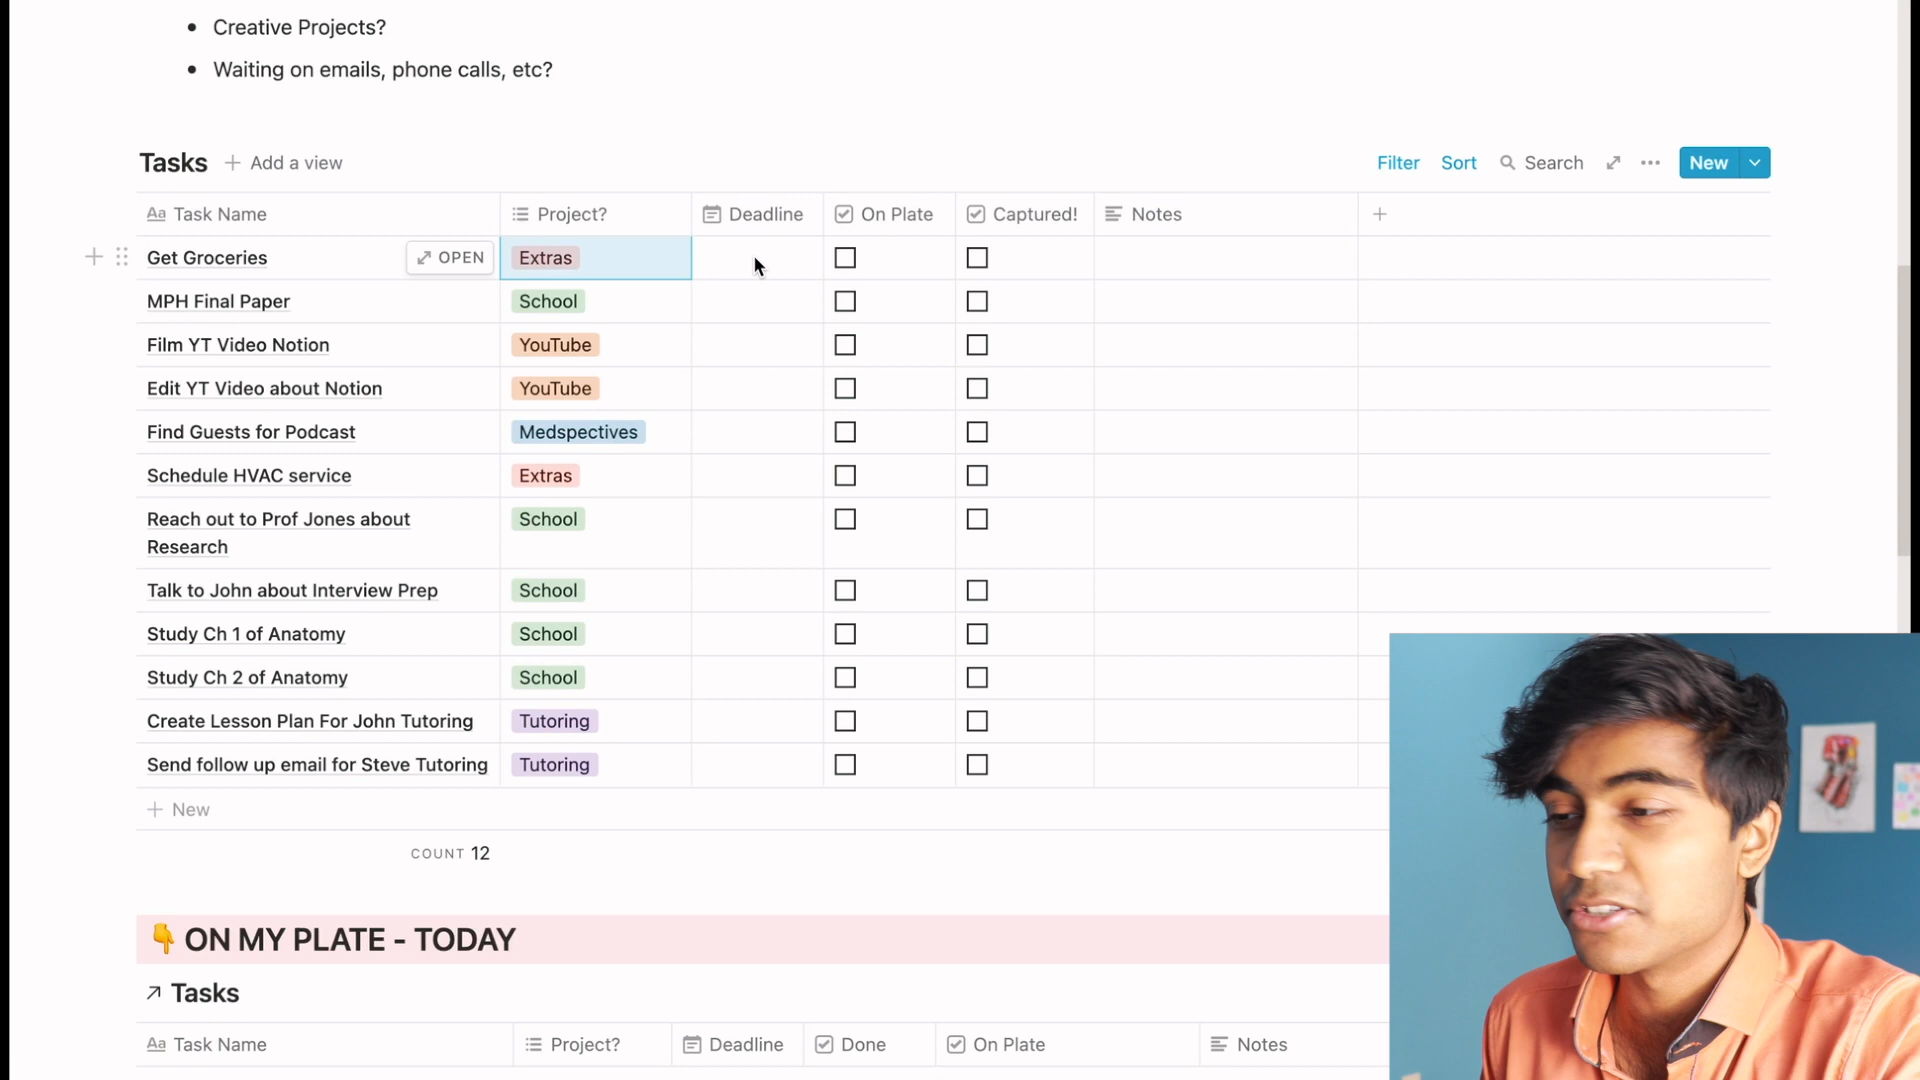 Creative Projects?
Waiting on emails, phone calls, etc?
Tasks + Add a view Filter Sort Search New
Aa Task Name Project? Deadline On Plate Captured! Notes +
Get Groceries OPEN Extras
MPH Final Paper School
Film YT Video Notion YouTube
Edit YT Video about Notion YouTube
Find Guests for Podcast Medspectives
Schedule HVAC service Extras
Reach out to Prof Jones about School
Research
Talk to John about Interview Prep School
Study Ch 1 of Anatomy School
Study Ch 2 of Anatomy School
Create Lesson Plan For John Tutoring Tutoring
Send follow up email for Steve Tutoring Tutoring
+ New
COUNT 12
👇 ON MY PLATE - TODAY
Tasks
Aa Task Name Project? Deadline Done On Plate Notes